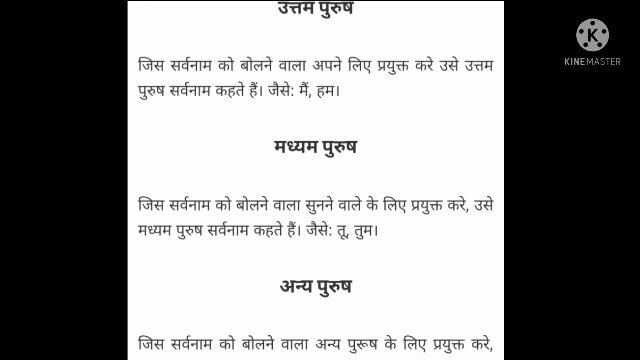 उत्तम पुरुष
जिस सर्वनाम को बोलने वाला अपने लिए प्रयुक्त करे उसे उत्तम
पुरुष सर्वनाम कहते हैं। जैसे: मैं, हम।
मध्यम पुरुष
जिस सर्वनाम को बोलने वाला सुनने वाले के लिए प्रयुक्त करे, उसे
मध्यम पुरुष सर्वनाम कहते हैं। जैसे: तू, तुम।
अन्य पुरुष
जिस सर्वनाम को बोलने वाला अन्य पुरूष के लिए प्रयुक्त करे,
K
KINEMASTER